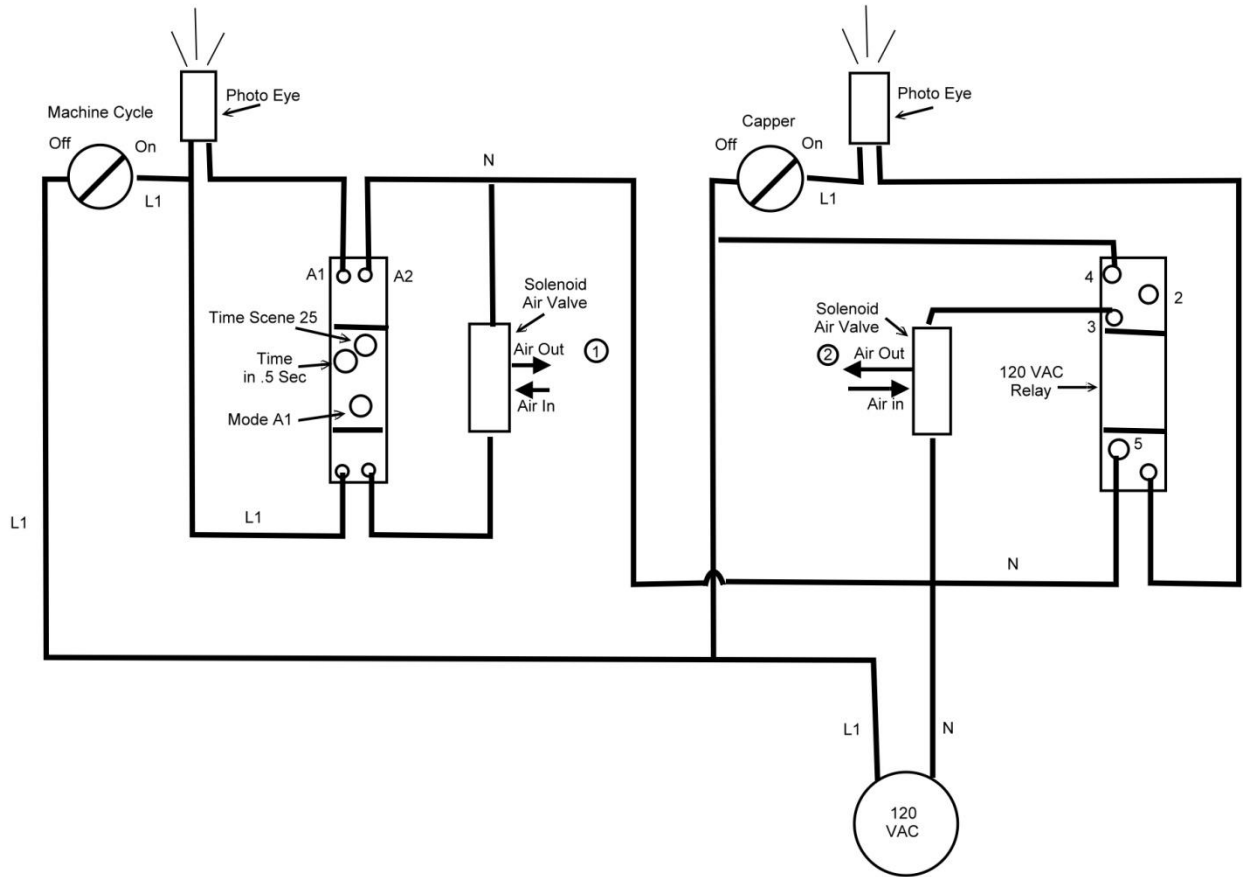 Photo Eye
Machine Cycle
Off
On
L1
N
A1
A2
Time Scene 25
Time
in .5 Sec
Mode A1
Solenoid
Air Valve
Air Out
1
Air In
L1
L1
Photo Eye
Capper
Off
On
L1
4
2
3
Solenoid
Air Valve
2
Air Out
Air in
120 VAC
Relay
5
N
L1
N
120
VAC